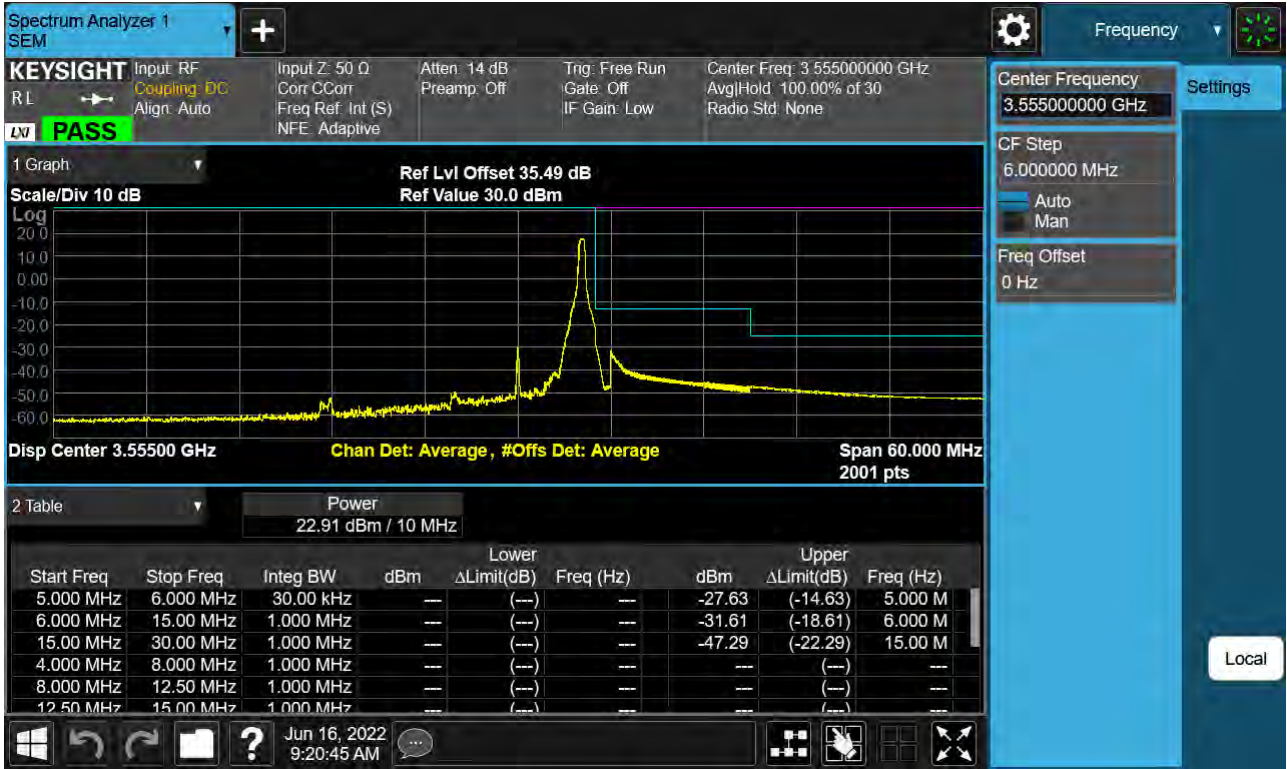 Spectrum Analyzer 1
SEM
Frequency
KEYSIGHT
RL
LXI
PASS
Input: RF
Coupling: DC
Align: Auto
Input Z: 50 Ω
Corr CCorr
Freq Ref: Int (S)
NFE: Adaptive
Atten: 14 dB
Preamp: Off
Trig: Free Run
Gate: Off
IF Gain: Low
Center Freq: 3.555000000 GHz
Avg|Hold: 100.00% of 30
Radio Std: None
Center Frequency
3.555000000 GHz
Settings
CF Step
6.000000 MHz
Auto
Man
Freq Offset
0 Hz
Local
1 Graph
Scale/Div 10 dB
Ref Lvl Offset 35.49 dB
Ref Value 30.0 dBm
Log
20.0
10.0
0.00
-10.0
-20.0
-30.0
-40.0
-50.0
-60.0
Disp Center 3.55500 GHz
Chan Det: Average, #Offs Det: Average
Span 60.000 MHz
2001 pts
2 Table
Power
22.91 dBm / 10 MHz
Lower Upper
Start Freq Stop Freq Integ BW dBm ΔLimit(dB) Freq (Hz) dBm ΔLimit(dB) Freq (Hz)
5.000 MHz 6.000 MHz 30.00 kHz --- (---) --- -27.63 (-14.63) 5.000 M
6.000 MHz 15.00 MHz 1.000 MHz --- (---) --- -31.61 (-18.61) 6.000 M
15.00 MHz 30.00 MHz 1.000 MHz --- (---) --- -47.29 (-22.29) 15.00 M
4.000 MHz 8.000 MHz 1.000 MHz --- (---) --- --- (---) ---
8.000 MHz 12.50 MHz 1.000 MHz --- (---) --- --- (---) ---
12.50 MHz 15.00 MHz 1.000 MHz --- (---) --- --- (---) ---
Jun 16, 2022
9:20:45 AM